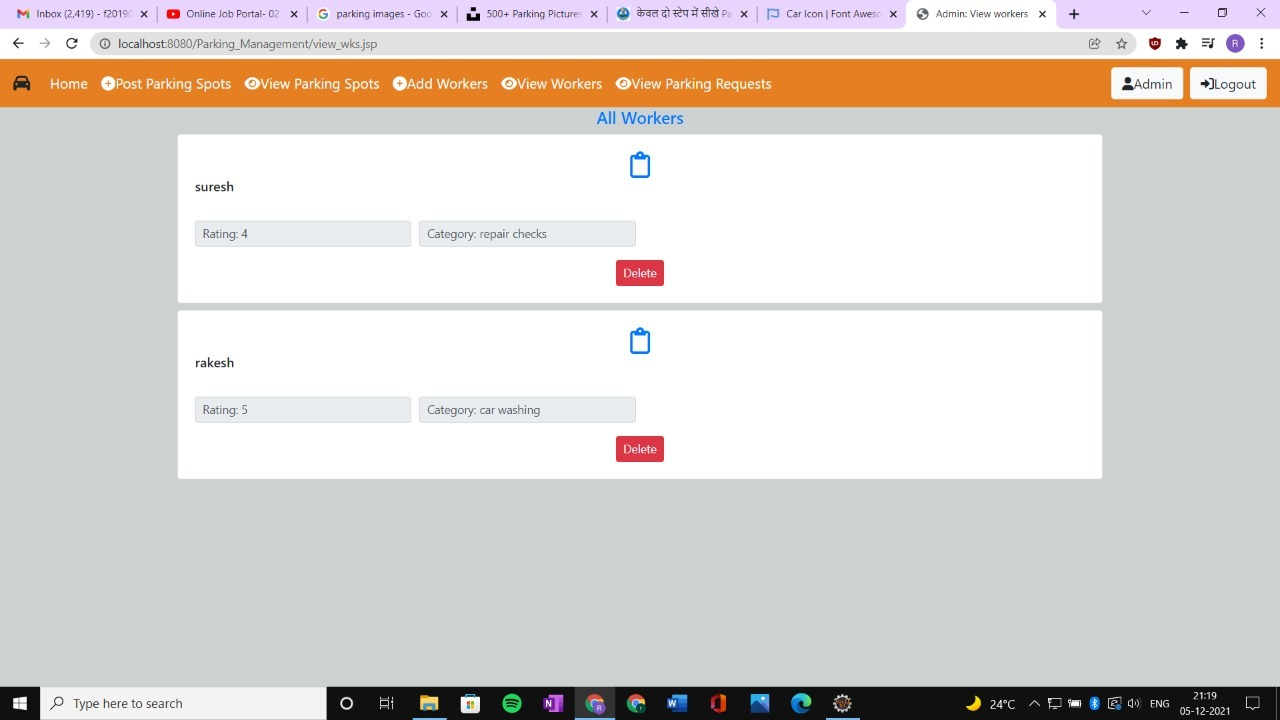 Inbox (2,419) - f2019
Online Job Portal- 02
parking images - Goo
500+ Parking Pictures
केवल दो स्टेप में सीखे Pa
Car Icon | Font Aweso
Admin: View workers
localhost:8080/Parking_Management/view_wks.jsp
Home Post Parking Spots View Parking Spots Add Workers View Workers View Parking Requests Admin Logout
All Workers
suresh
Rating: 4 Category: repair checks
Delete
rakesh
Rating: 5 Category: car washing
Delete
Type here to search
24°C ENG
21:19
05-12-2021